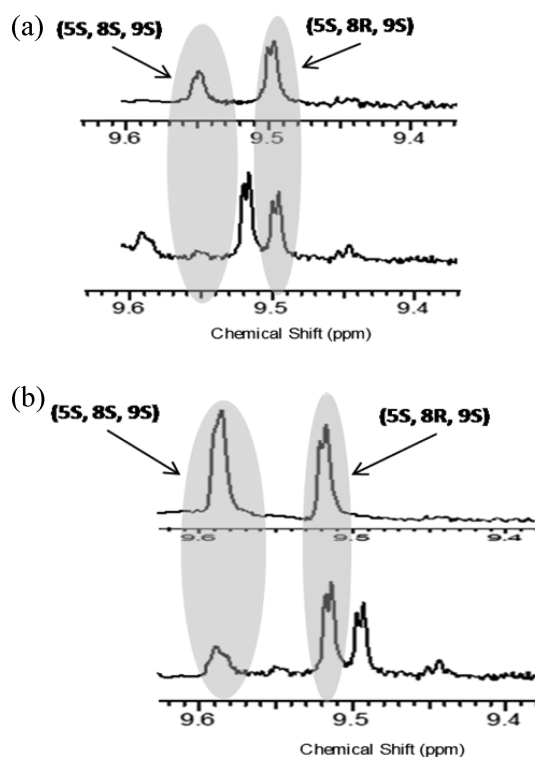 (a)
(5S, 8S, 9S)
(5S, 8R, 9S)
9.6
9.5
9.4
9.6
9.5
9.4
Chemical Shift (ppm)
(b)
(5S, 8S, 9S)
(5S, 8R, 9S)
9.6
9.5
9.4
9.6
9.5
9.4
Chemical Shift (ppm)